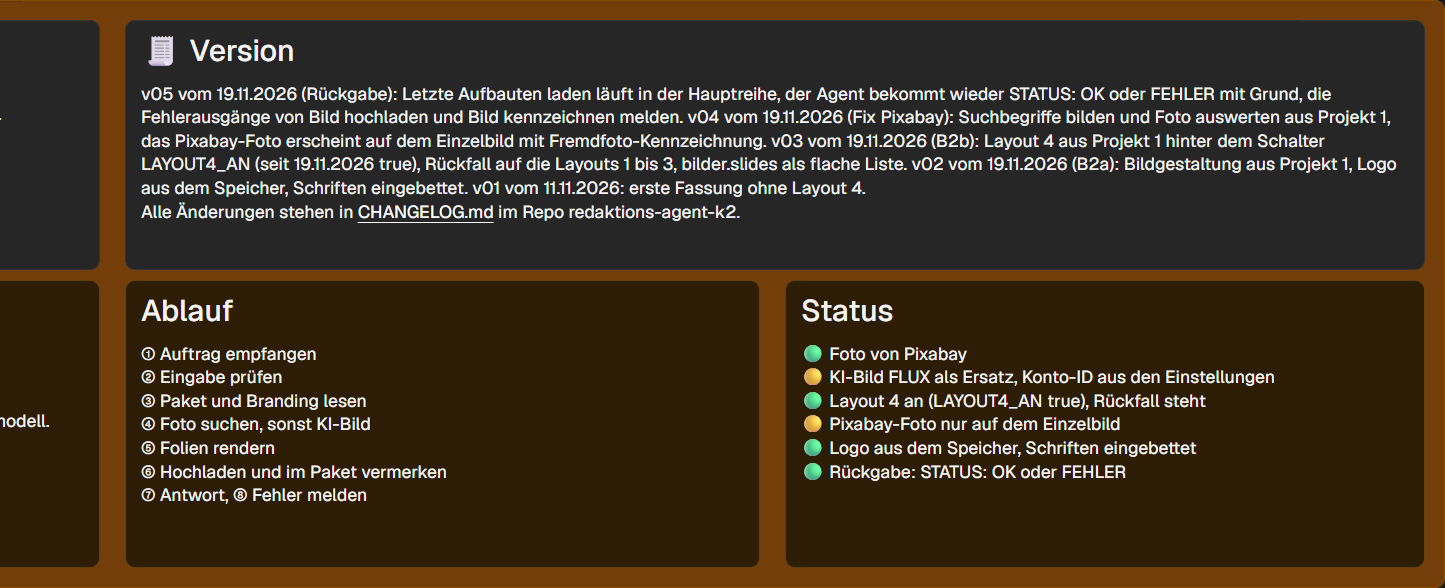 Version
v05 vom 19.11.2026 (Rückgabe): Letzte Aufbauten laden läuft in der Hauptreihe, der Agent bekommt wieder STATUS: OK oder FEHLER mit Grund, die
Fehlerausgänge von Bild hochladen und Bild kennzeichnen melden. v04 vom 19.11.2026 (Fix Pixabay): Suchbegriffe bilden und Foto auswerten aus Projekt 1,
das Pixabay-Foto erscheint auf dem Einzelbild mit Fremdfoto-Kennzeichnung. v03 vom 19.11.2026 (B2b): Layout 4 aus Projekt 1 hinter dem Schalter
LAYOUT4_AN (seit 19.11.2026 true), Rückfall auf die Layouts 1 bis 3, bilder.slides als flache Liste. v02 vom 19.11.2026 (B2a): Bildgestaltung aus Projekt 1, Logo
aus dem Speicher, Schriften eingebettet. v01 vom 11.11.2026: erste Fassung ohne Layout 4.
Alle Änderungen stehen in CHANGELOG.md im Repo redaktions-agent-k2.
Ablauf
① Auftrag empfangen
② Eingabe prüfen
③ Paket und Branding lesen
④ Foto suchen, sonst KI-Bild
⑤ Folien rendern
⑥ Hochladen und im Paket vermerken
⑦ Antwort, ⑧ Fehler melden
Status
Foto von Pixabay
KI-Bild FLUX als Ersatz, Konto-ID aus den Einstellungen
Layout 4 an (LAYOUT4_AN true), Rückfall steht
Pixabay-Foto nur auf dem Einzelbild
Logo aus dem Speicher, Schriften eingebettet
Rückgabe: STATUS: OK oder FEHLER